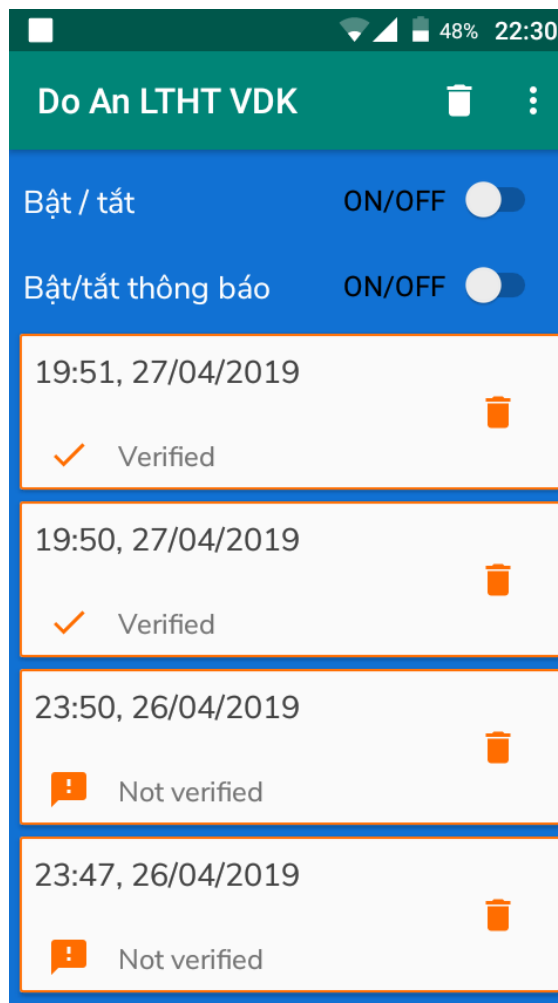 48% 22:30
Do An LTHT VDK
Bật / tắt ON/OFF
Bật/tắt thông báo ON/OFF
19:51, 27/04/2019
Verified
19:50, 27/04/2019
Verified
23:50, 26/04/2019
Not verified
23:47, 26/04/2019
Not verified